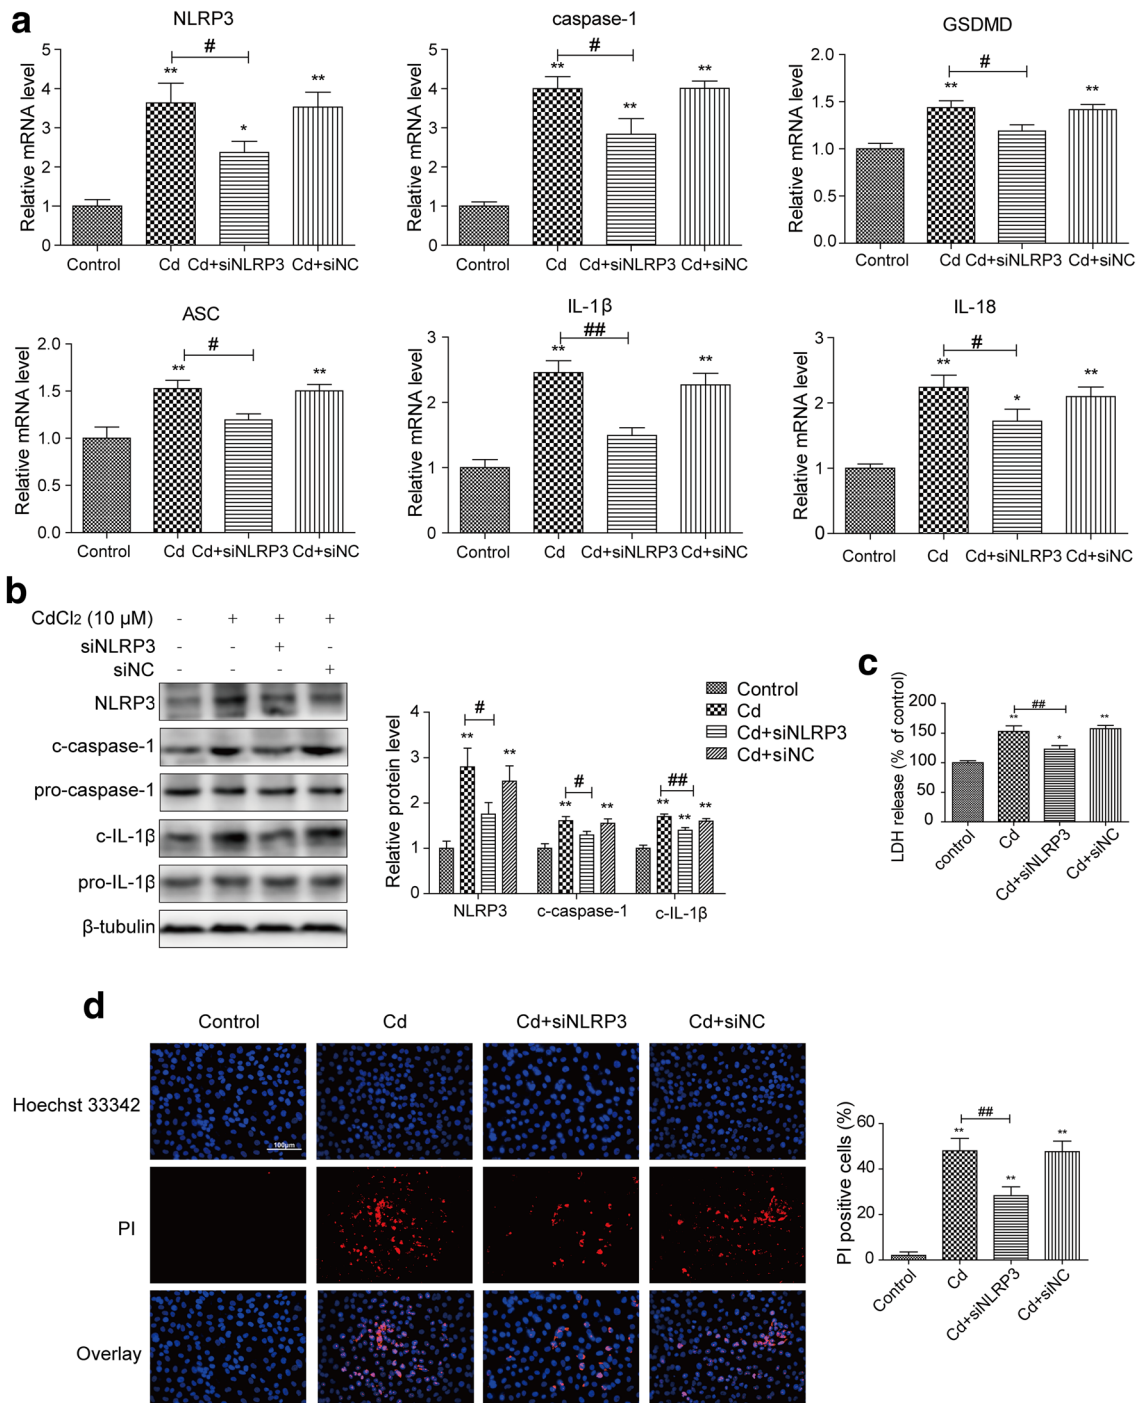 a
NLRP3
Relative mRNA level
5
4
3
2
1
0
#
**
*
**
Control Cd Cd+siNLRP3 Cd+siNC
caspase-1
Relative mRNA level
5
4
3
2
1
0
#
**
**
**
Control Cd Cd+siNLRP3 Cd+siNC
GSDMD
Relative mRNA level
2.0
1.5
1.0
0.5
0.0
#
**
**
Control Cd Cd+siNLRP3 Cd+siNC
ASC
Relative mRNA level
2.0
1.5
1.0
0.5
0.0
#
**
**
Control Cd Cd+siNLRP3 Cd+siNC
IL-1β
Relative mRNA level
3
2
1
0
##
**
**
Control Cd Cd+siNLRP3 Cd+siNC
IL-18
Relative mRNA level
3
2
1
0
#
**
*
**
Control Cd Cd+siNLRP3 Cd+siNC
b
CdCl2 (10 μM) - + + +
siNLRP3 - - + -
siNC - - - +
NLRP3
c-caspase-1
pro-caspase-1
c-IL-1β
pro-IL-1β
β-tubulin
Relative protein level
4
3
2
1
0
#
**
**
#
**
**
##
**
**
**
NLRP3 c-caspase-1 c-IL-1β
Control
Cd
Cd+siNLRP3
Cd+siNC
c
LDH release (% of control)
200
150
100
50
0
##
**
*
**
control Cd Cd+siNLRP3 Cd+siNC
d
Control Cd Cd+siNLRP3 Cd+siNC
Hoechst 33342
100μm
PI
Overlay
PI positive cells (%)
60
40
20
0
##
**
**
**
Control Cd Cd+siNLRP3 Cd+siNC